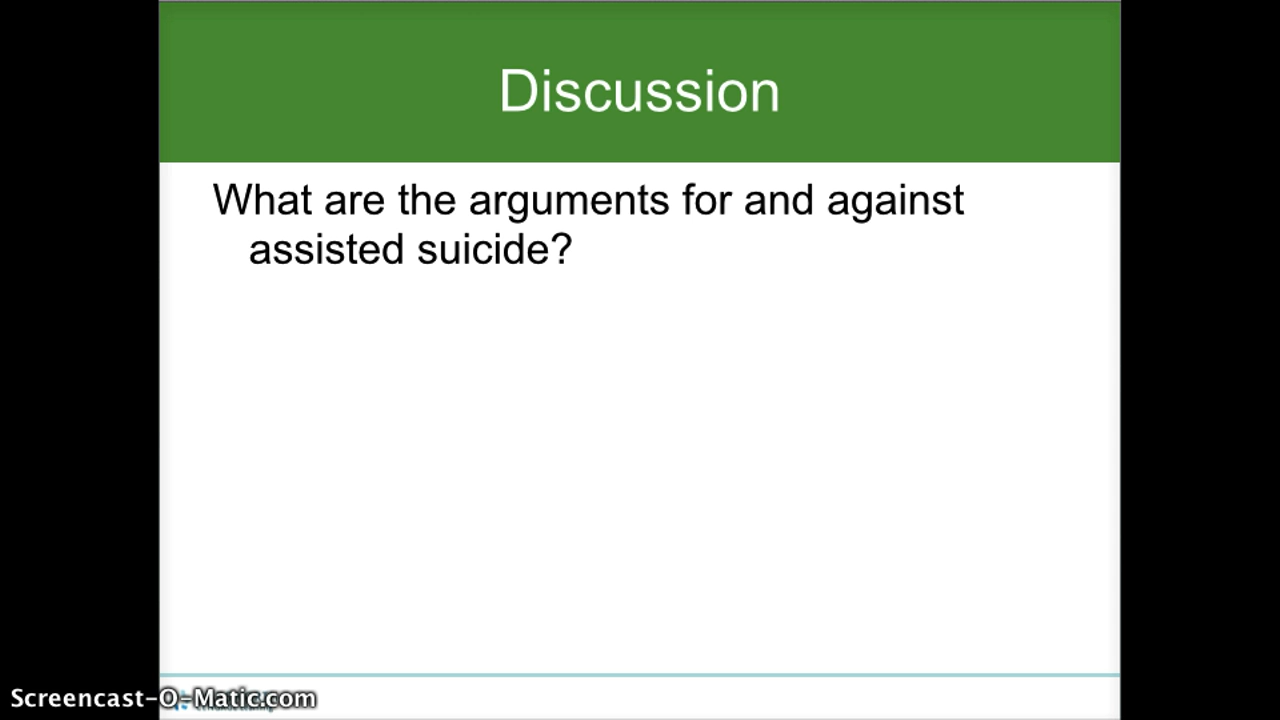 Discussion
What are the arguments for and against
assisted suicide?
Screencast-O-Matic.com